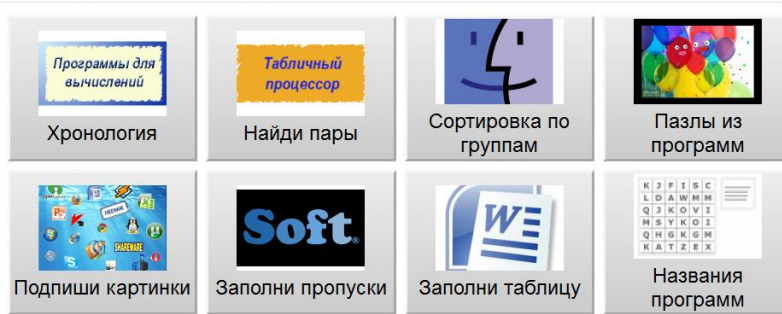 Программы для
вычислений
Хронология
Табличный
процессор
Найди пары
Сортировка по
группам
Пазлы из
программ
FREEWARE
SHAREWARE
Подпиши картинки
Soft.
Заполни пропуски
W
Заполни таблицу
K J F I S C
L D A W M M
Q J K O V I
M S Y K O I
Q H G K G M
K A T Z E X
Названия
программ